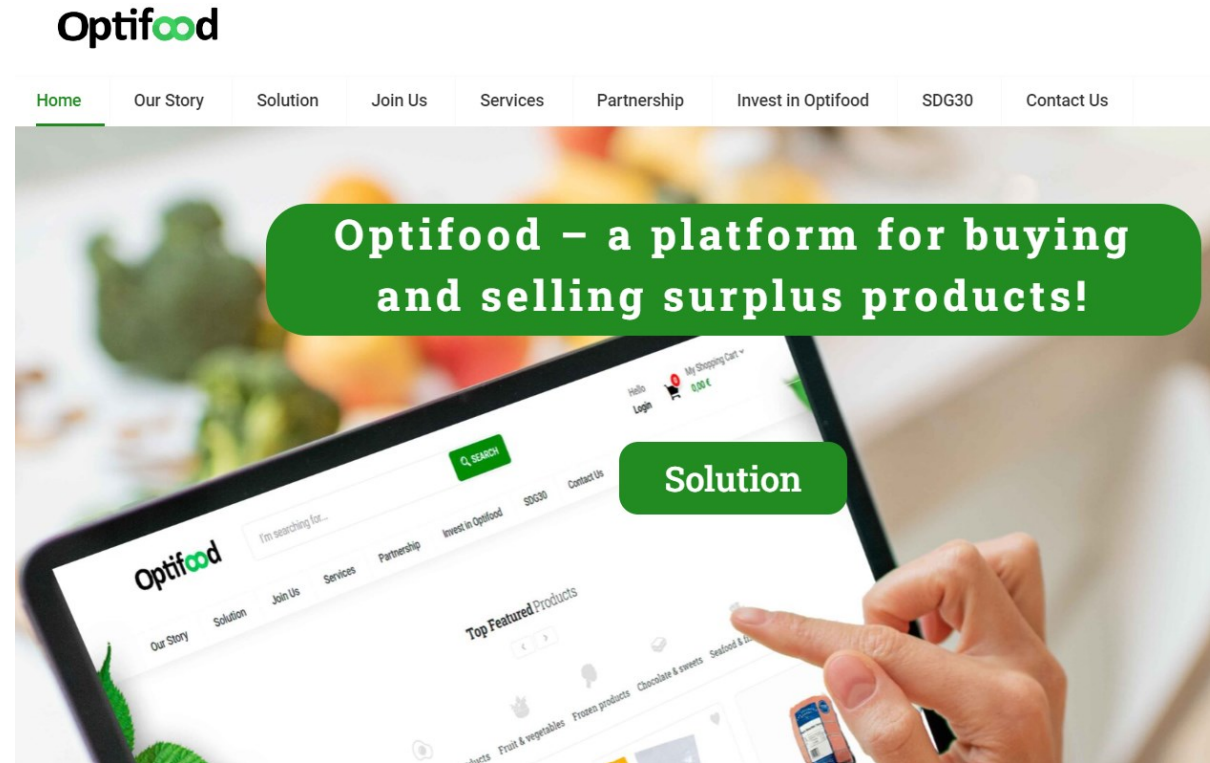 Optifood
Home Our Story Solution Join Us Services Partnership Invest in Optifood SDG30 Contact Us
Optifood – a platform for buying
and selling surplus products!
Hello
Login
0
My Shopping Cart
0,00 €
I'm searching for...
SEARCH
Solution
Optifood
Our Story Solution Join Us Services Partnership Invest in Optifood SDG30 Contact Us
Top Featured Products
Fruit & vegetables Frozen products Chocolate & sweets Seafood &